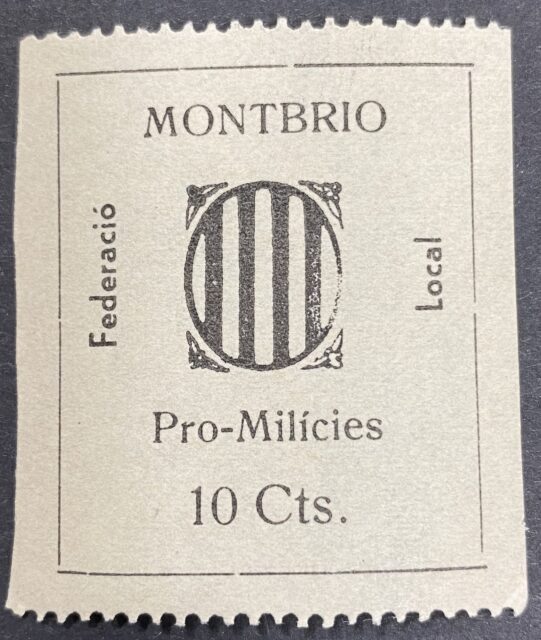 MONTBRIO
Federació
Local
Pro-Milícies
10 Cts.